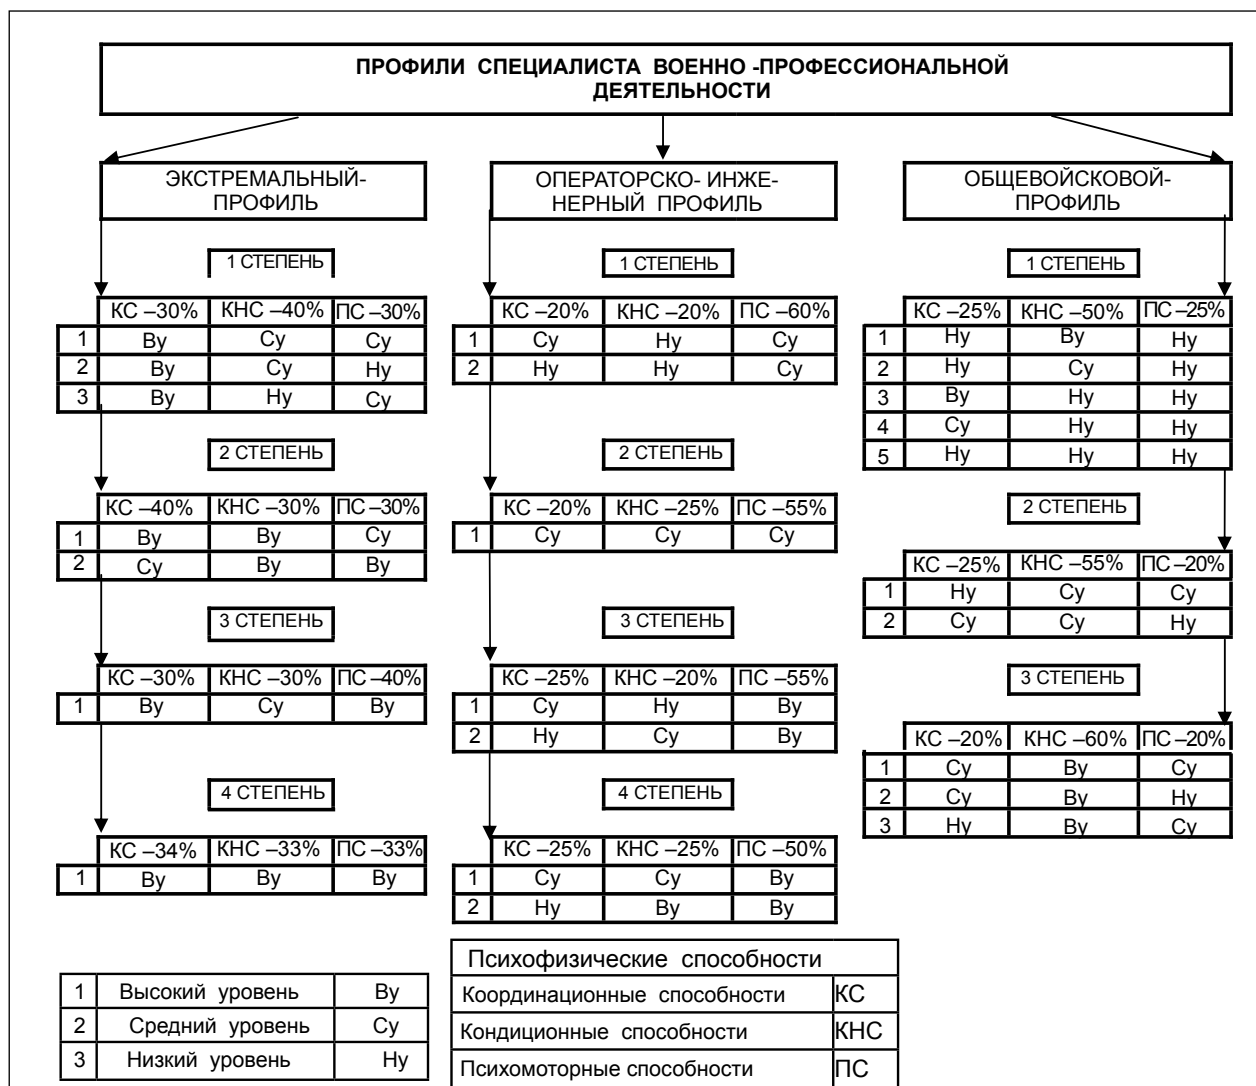 ПРОФИЛИ СПЕЦИАЛИСТА ВОЕННО -ПРОФЕССИОНАЛЬНОЙ
ДЕЯТЕЛЬНОСТИ
ЭКСТРЕМАЛЬНЫЙ-
ПРОФИЛЬ
1 СТЕПЕНЬ
КС –30% КНС –40% ПС –30%
1 Ву Су Су
2 Ву Су Ну
3 Ву Ну Су
2 СТЕПЕНЬ
КС –40% КНС –30% ПС –30%
1 Ву Ву Су
2 Су Ву Ву
3 СТЕПЕНЬ
КС –30% КНС –30% ПС –40%
1 Ву Су Ву
4 СТЕПЕНЬ
КС –34% КНС –33% ПС –33%
1 Ву Ву Ву
ОПЕРАТОРСКО- ИНЖЕ-
НЕРНЫЙ ПРОФИЛЬ
1 СТЕПЕНЬ
КС –20% КНС –20% ПС –60%
1 Су Ну Су
2 Ну Ну Су
2 СТЕПЕНЬ
КС –20% КНС –25% ПС –55%
1 Су Су Су
3 СТЕПЕНЬ
КС –25% КНС –20% ПС –55%
1 Су Ну Ву
2 Ну Су Ву
4 СТЕПЕНЬ
КС –25% КНС –25% ПС –50%
1 Су Су Ву
2 Ну Ву Ву
ОБЩЕВОЙСКОВОЙ-
ПРОФИЛЬ
1 СТЕПЕНЬ
КС –25% КНС –50% ПС –25%
1 Ну Ву Ну
2 Ну Су Ну
3 Ву Ну Ну
4 Су Ну Ну
5 Ну Ну Ну
2 СТЕПЕНЬ
КС –25% КНС –55% ПС –20%
1 Ну Су Су
2 Су Су Ну
3 СТЕПЕНЬ
КС –20% КНС –60% ПС –20%
1 Су Ву Су
2 Су Ву Ну
3 Ну Ву Су
1 Высокий уровень Ву
2 Средний уровень Су
3 Низкий уровень Ну
Психофизические способности
Координационные способности КС
Кондиционные способности КНС
Психомоторные способности ПС